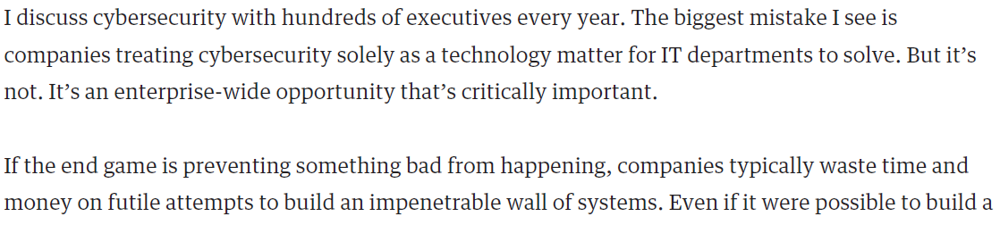 I discuss cybersecurity with hundreds of executives every year. The biggest mistake I see is
companies treating cybersecurity solely as a technology matter for IT departments to solve. But it’s
not. It’s an enterprise-wide opportunity that’s critically important.
If the end game is preventing something bad from happening, companies typically waste time and
money on futile attempts to build an impenetrable wall of systems. Even if it were possible to build a